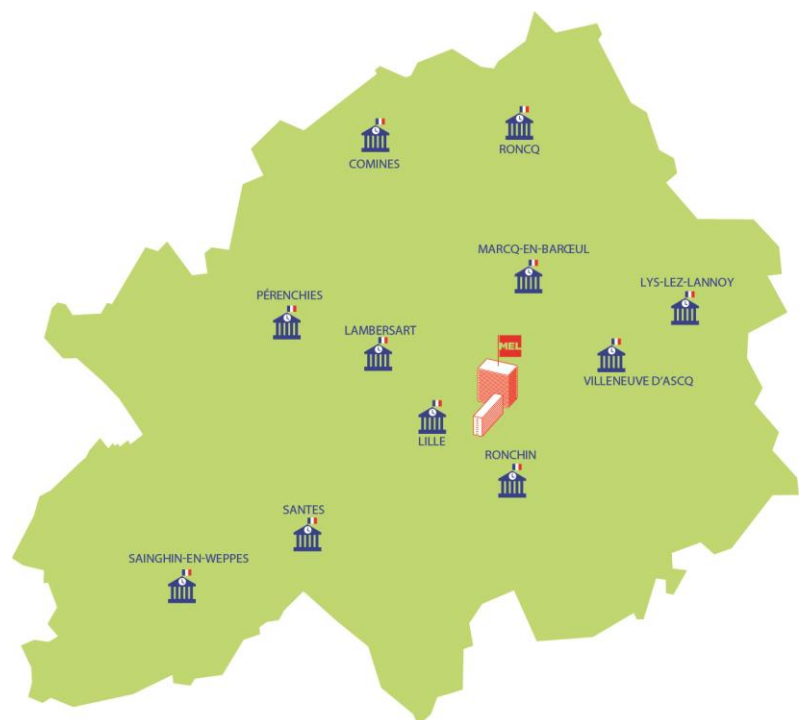 COMINES
RONCQ
MARCQ-EN-BARŒUL
LYS-LEZ-LANNOY
PÉRENCHIES
LAMBERSART
MEL
VILLENEUVE D'ASCQ
LILLE
RONCHIN
SANTES
SAINGHIN-EN-WEPPES